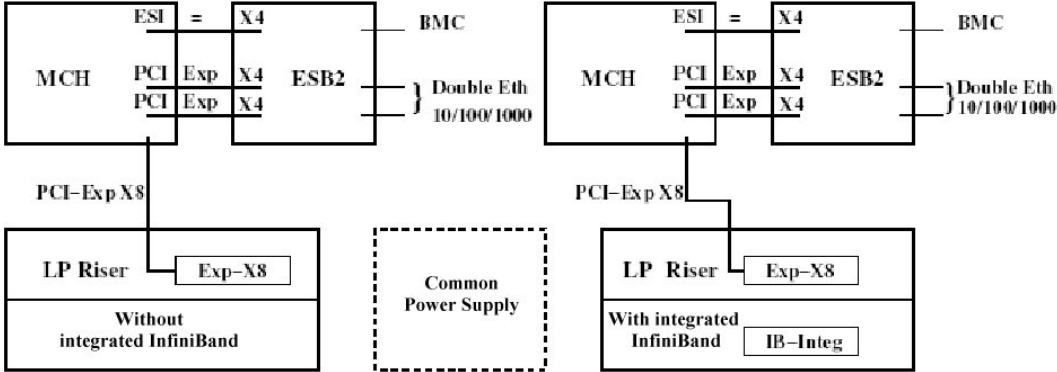 ESI = X4
BMC
MCH PCI Exp X4 ESB2
PCI Exp X4
Double Eth
10/100/1000
PCI–Exp X8
LP Riser Exp–X8
Without
integrated InfiniBand
Common
Power Supply
ESI = X4
BMC
MCH PCI Exp X4 ESB2
PCI Exp X4
Double Eth
10/100/1000
PCI–Exp X8
LP Riser Exp–X8
With integrated
InfiniBand
IB–Integ